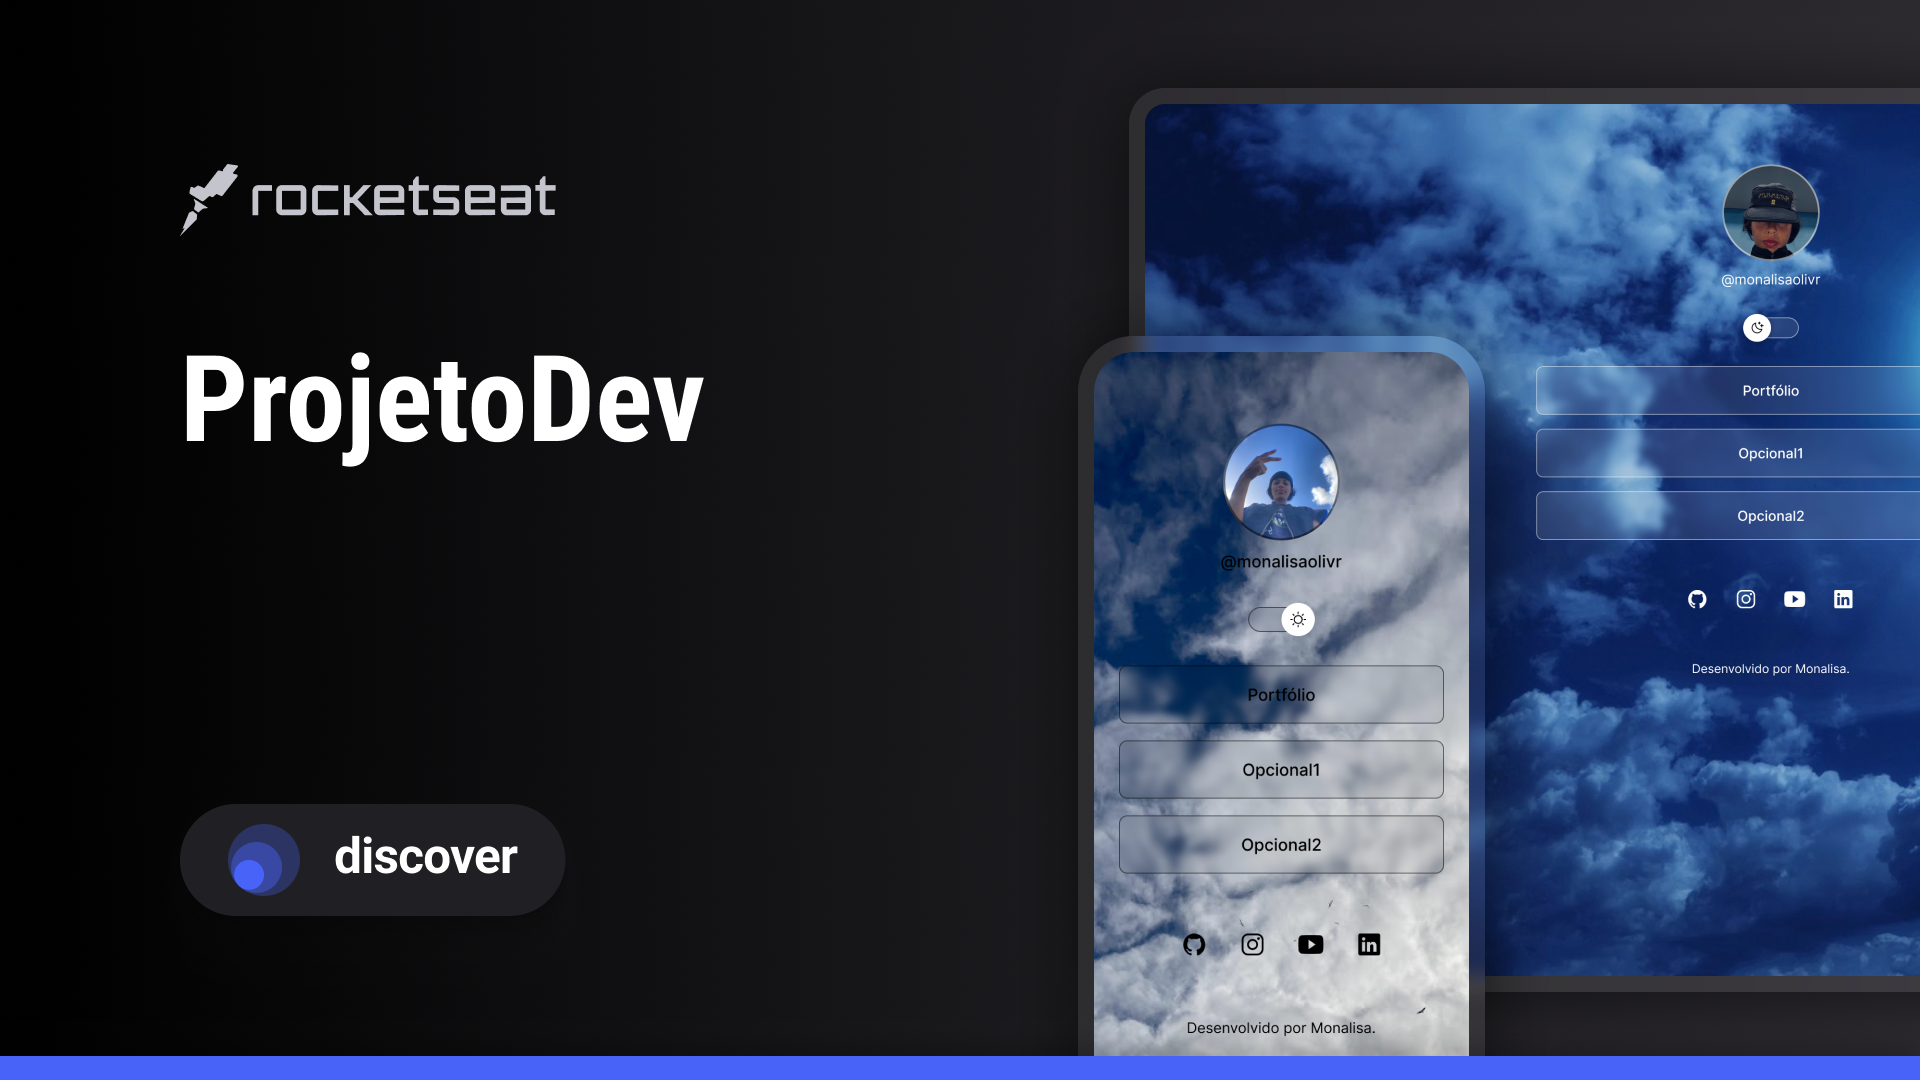 rocketseat
ProjetoDev
discover
@monalisaolivr
Portfólio
Opcional1
Opcional2
Desenvolvido por Monalisa.
@monalisaolivr
Portfólio
Opcional1
Opcional2
Desenvolvido por Monalisa.